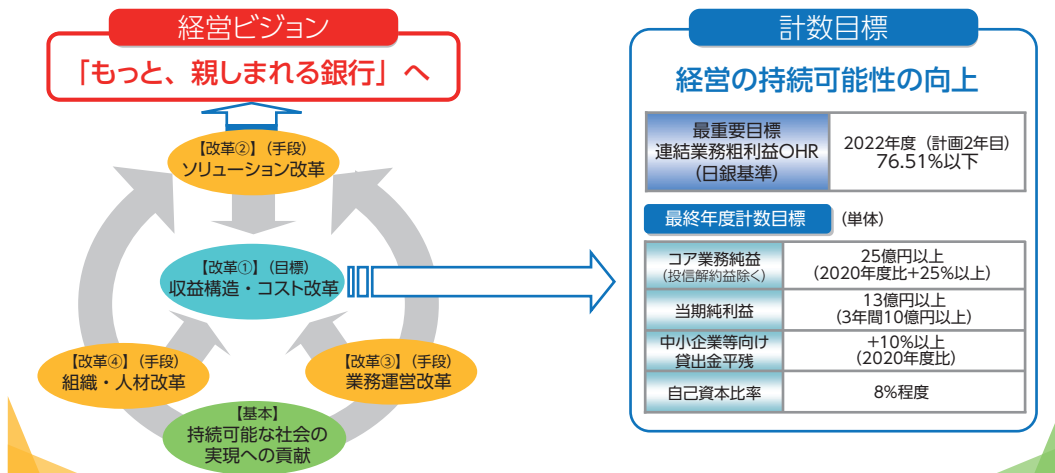 経営ビジョン
「もっと、親しまれる銀行」へ
【改革②】(手段)
ソリューション改革
【改革①】(目標)
収益構造・コスト改革
【改革④】(手段)
組織・人材改革
【改革③】(手段)
業務運営改革
【基本】
持続可能な社会の
実現への貢献
計数目標
経営の持続可能性の向上
最重要目標
連結業務粗利益OHR
(日銀基準)
2022年度(計画2年目)
76.51%以下
最終年度計数目標
(単体)
コア業務純益
(投信解約益除く)
25億円以上
(2020年度比+25%以上)
当期純利益
13億円以上
(3年間10億円以上)
中小企業等向け
貸出金平残
+10%以上
(2020年度比)
自己資本比率
8%程度